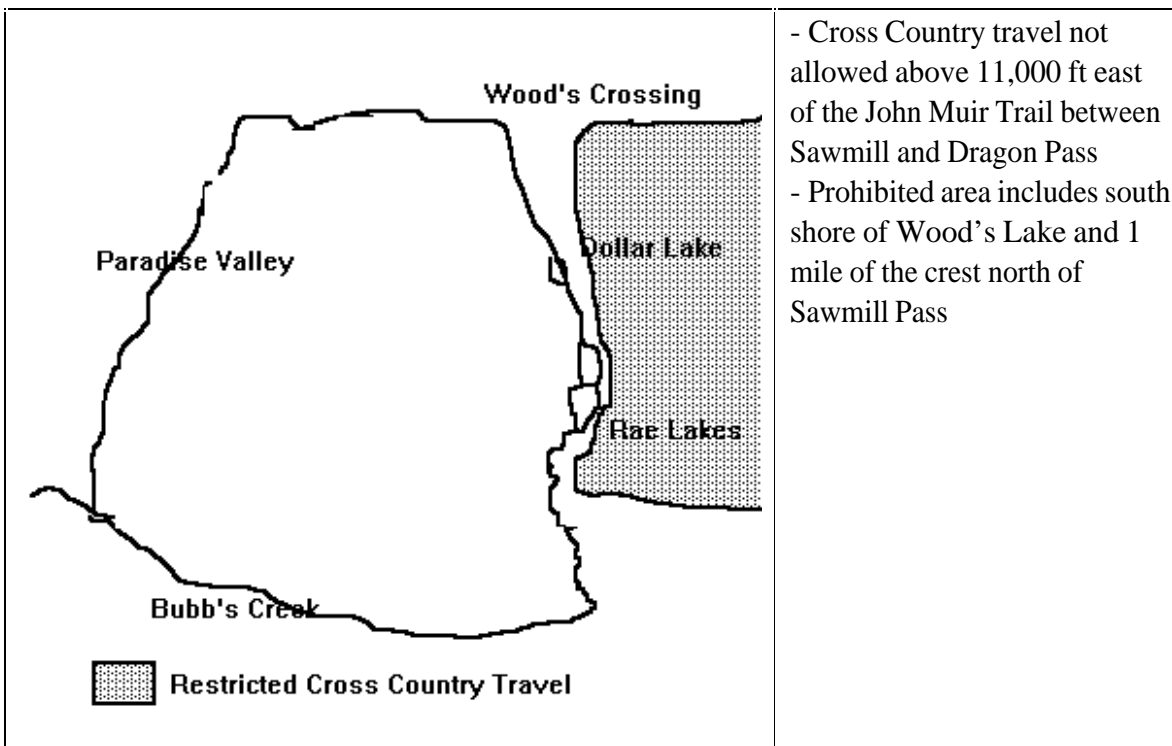 Wood's Crossing
Dollar Lake
Paradise Valley
Rae Lakes
Bubb's Creek
Restricted Cross Country Travel
- Cross Country travel not
allowed above 11,000 ft east
of the John Muir Trail between
Sawmill and Dragon Pass
- Prohibited area includes south
shore of Wood’s Lake and 1
mile of the crest north of
Sawmill Pass